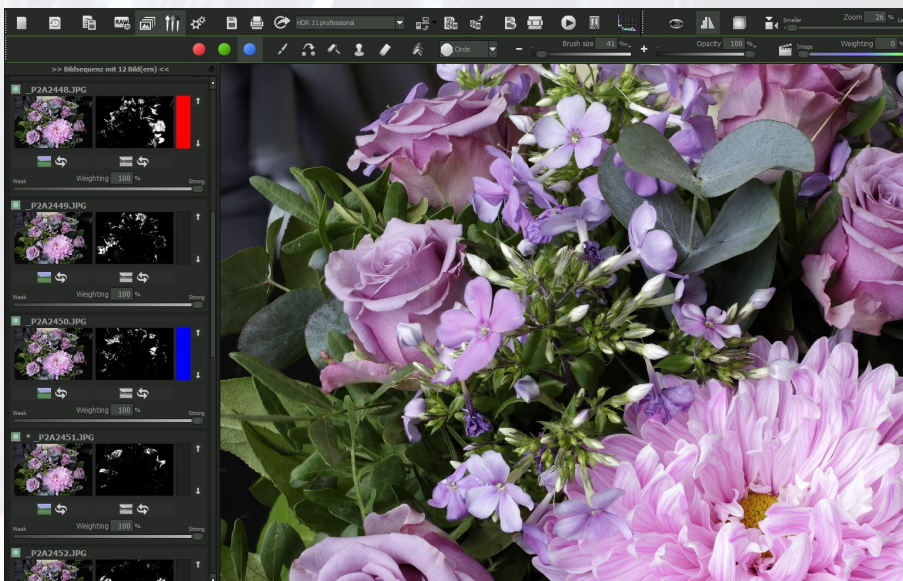 RAW
HDR 11 professional
Smaller
Zoom 26 %
Circle
Brush size 41 %
Opacity 100 %
Image
Weighting 0 %
>> Bildsequenz mit 12 Bild(ern) <<
_P2A2448.JPG
Weak Weighting 100 % Strong
_P2A2449.JPG
Weak Weighting 100 % Strong
_P2A2450.JPG
Weak Weighting 100 % Strong
* _P2A2451.JPG
Weak Weighting 100 % Strong
_P2A2452.JPG